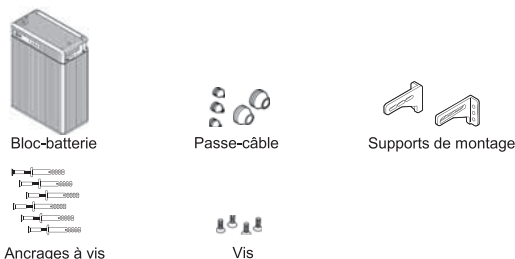 Bloc-batterie
Passe-câble
Supports de montage
Ancrages à vis
Vis